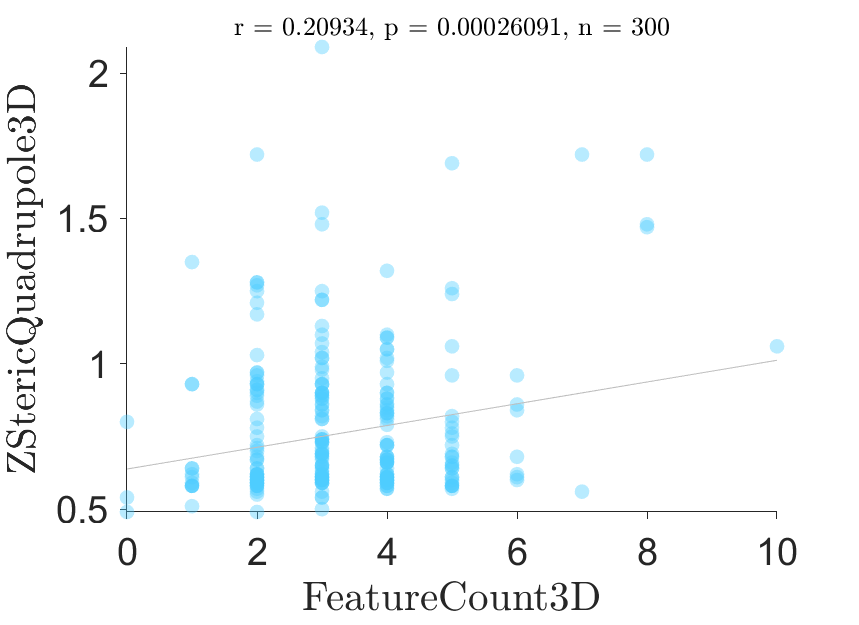 r = 0.20934, p = 0.00026091, n = 300
ZStericQuadrupole3D
2
1.5
1
0.5
0 2 4 6 8 10
FeatureCount3D